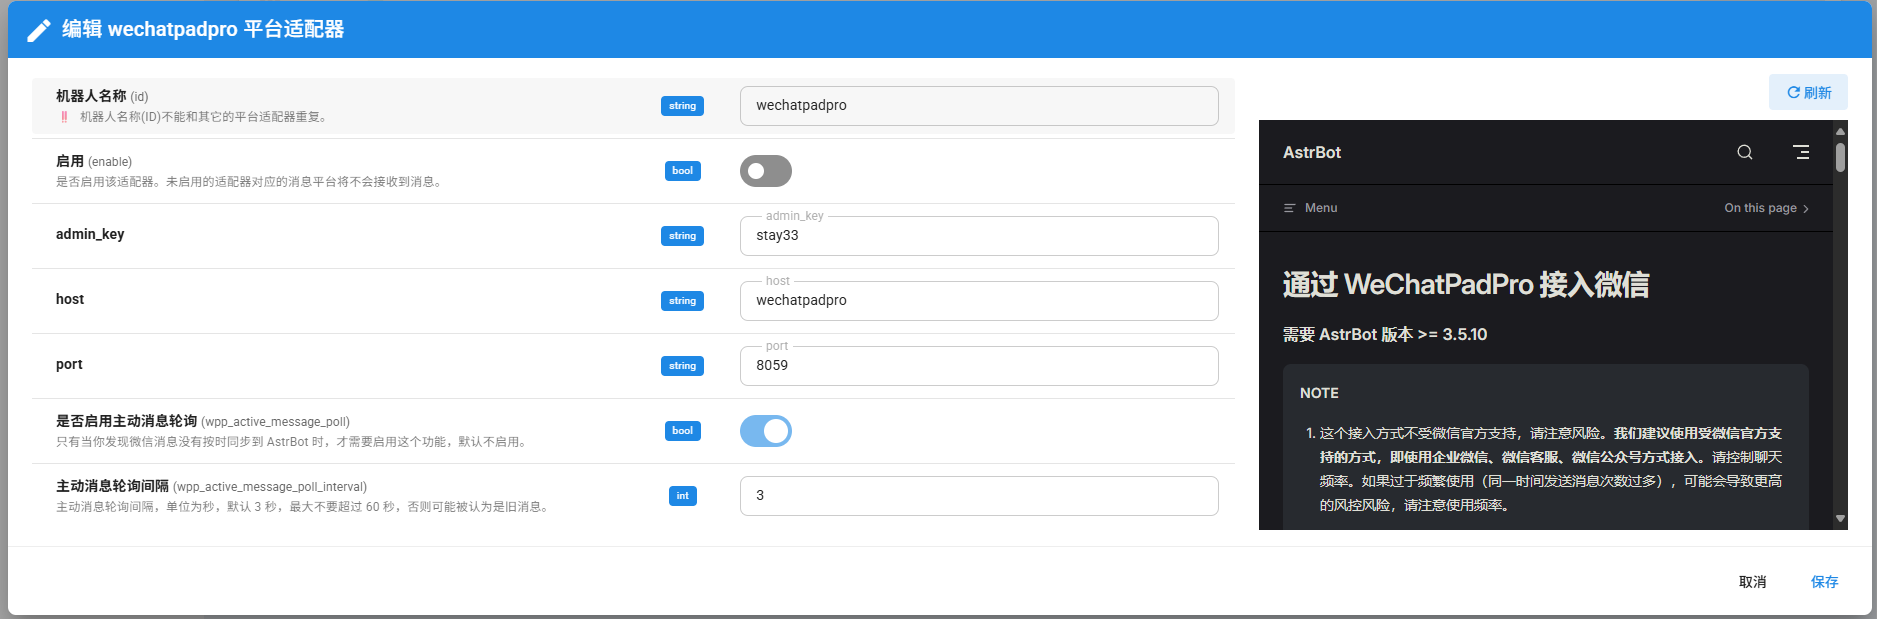 编辑 wechatpadpro 平台适配器
机器人名称 (id)
‼️ 机器人名称(ID)不能和其它的平台适配器重复。
string
wechatpadpro
启用 (enable)
是否启用该适配器。未启用的适配器对应的消息平台将不会接收到消息。
bool
admin_key
string
admin_key
stay33
host
string
host
wechatpadpro
port
string
port
8059
是否启用主动消息轮询 (wpp_active_message_poll)
只有当你发现微信消息没有按时同步到 AstrBot 时，才需要启用这个功能，默认不启用。
bool
主动消息轮询间隔 (wpp_active_message_poll_interval)
主动消息轮询间隔，单位为秒，默认 3 秒，最大不要超过 60 秒，否则可能被认为是旧消息。
int
3
刷新
AstrBot
Menu
On this page
通过 WeChatPadPro 接入微信
需要 AstrBot 版本 >= 3.5.10
NOTE
1. 这个接入方式不受微信官方支持，请注意风险。我们建议使用受微信官方支
持的方式，即使用企业微信、微信客服、微信公众号方式接入。请控制聊天
频率。如果过于频繁使用（同一时间发送消息次数过多），可能会导致更高
的风控风险，请注意使用频率。
取消
保存